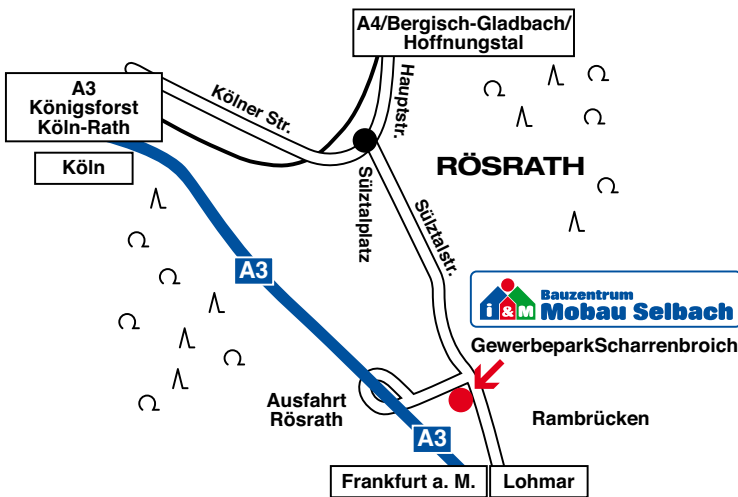 A4/Bergisch-Gladbach/
Hoffnungstal
A3
Königsforst
Köln-Rath
Köln
Kölner Str.
Hauptstr.
Sülztalplatz
RÖSRATH
Sülztalstr.
A3
i&M
Bauzentrum
Mobau Selbach
GewerbeparkScharrenbroich
Ausfahrt
Rösrath
Rambrücken
A3
Frankfurt a. M.
Lohmar